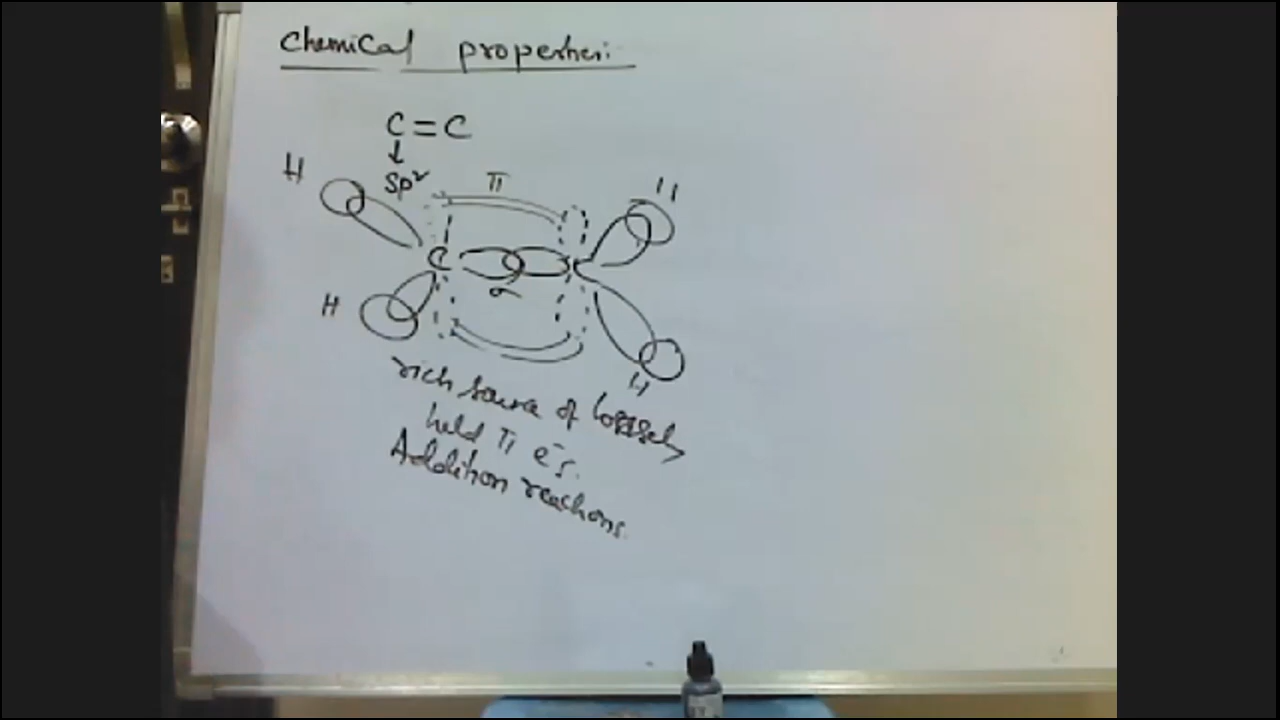 Chemical properties:
C=C
↓
sp²
H
π
H
C
C
σ
H
H
rich source of loosely
held π e⁻s.
Addition reactions.